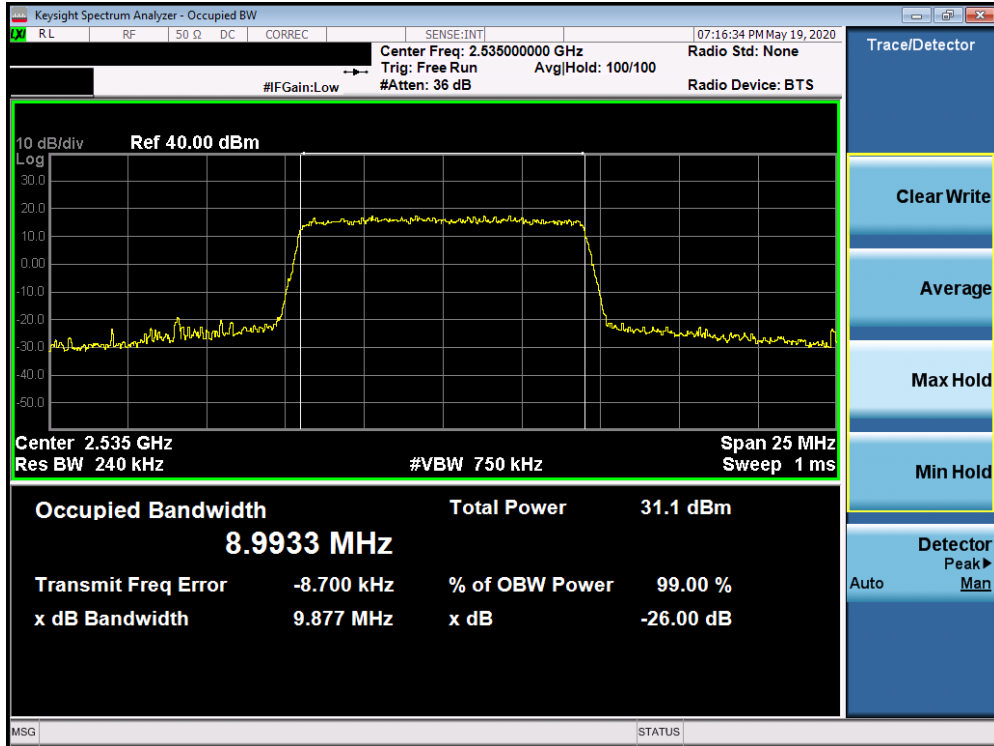 Keysight Spectrum Analyzer - Occupied BW
LXI RL RF 50 Ω DC CORREC SENSE:INT 07:16:34 PM May 19, 2020
Center Freq: 2.535000000 GHz Radio Std: None
Trig: Free Run Avg|Hold: 100/100
#IFGain:Low #Atten: 36 dB Radio Device: BTS
10 dB/div Ref 40.00 dBm
Log
30.0
20.0
10.0
0.00
-10.0
-20.0
-30.0
-40.0
-50.0
Center 2.535 GHz Span 25 MHz
Res BW 240 kHz #VBW 750 kHz Sweep 1 ms
Occupied Bandwidth Total Power 31.1 dBm
8.9933 MHz
Transmit Freq Error -8.700 kHz % of OBW Power 99.00 %
x dB Bandwidth 9.877 MHz x dB -26.00 dB
MSG STATUS
Trace/Detector
Clear Write
Average
Max Hold
Min Hold
Detector
Peak▶
Auto Man